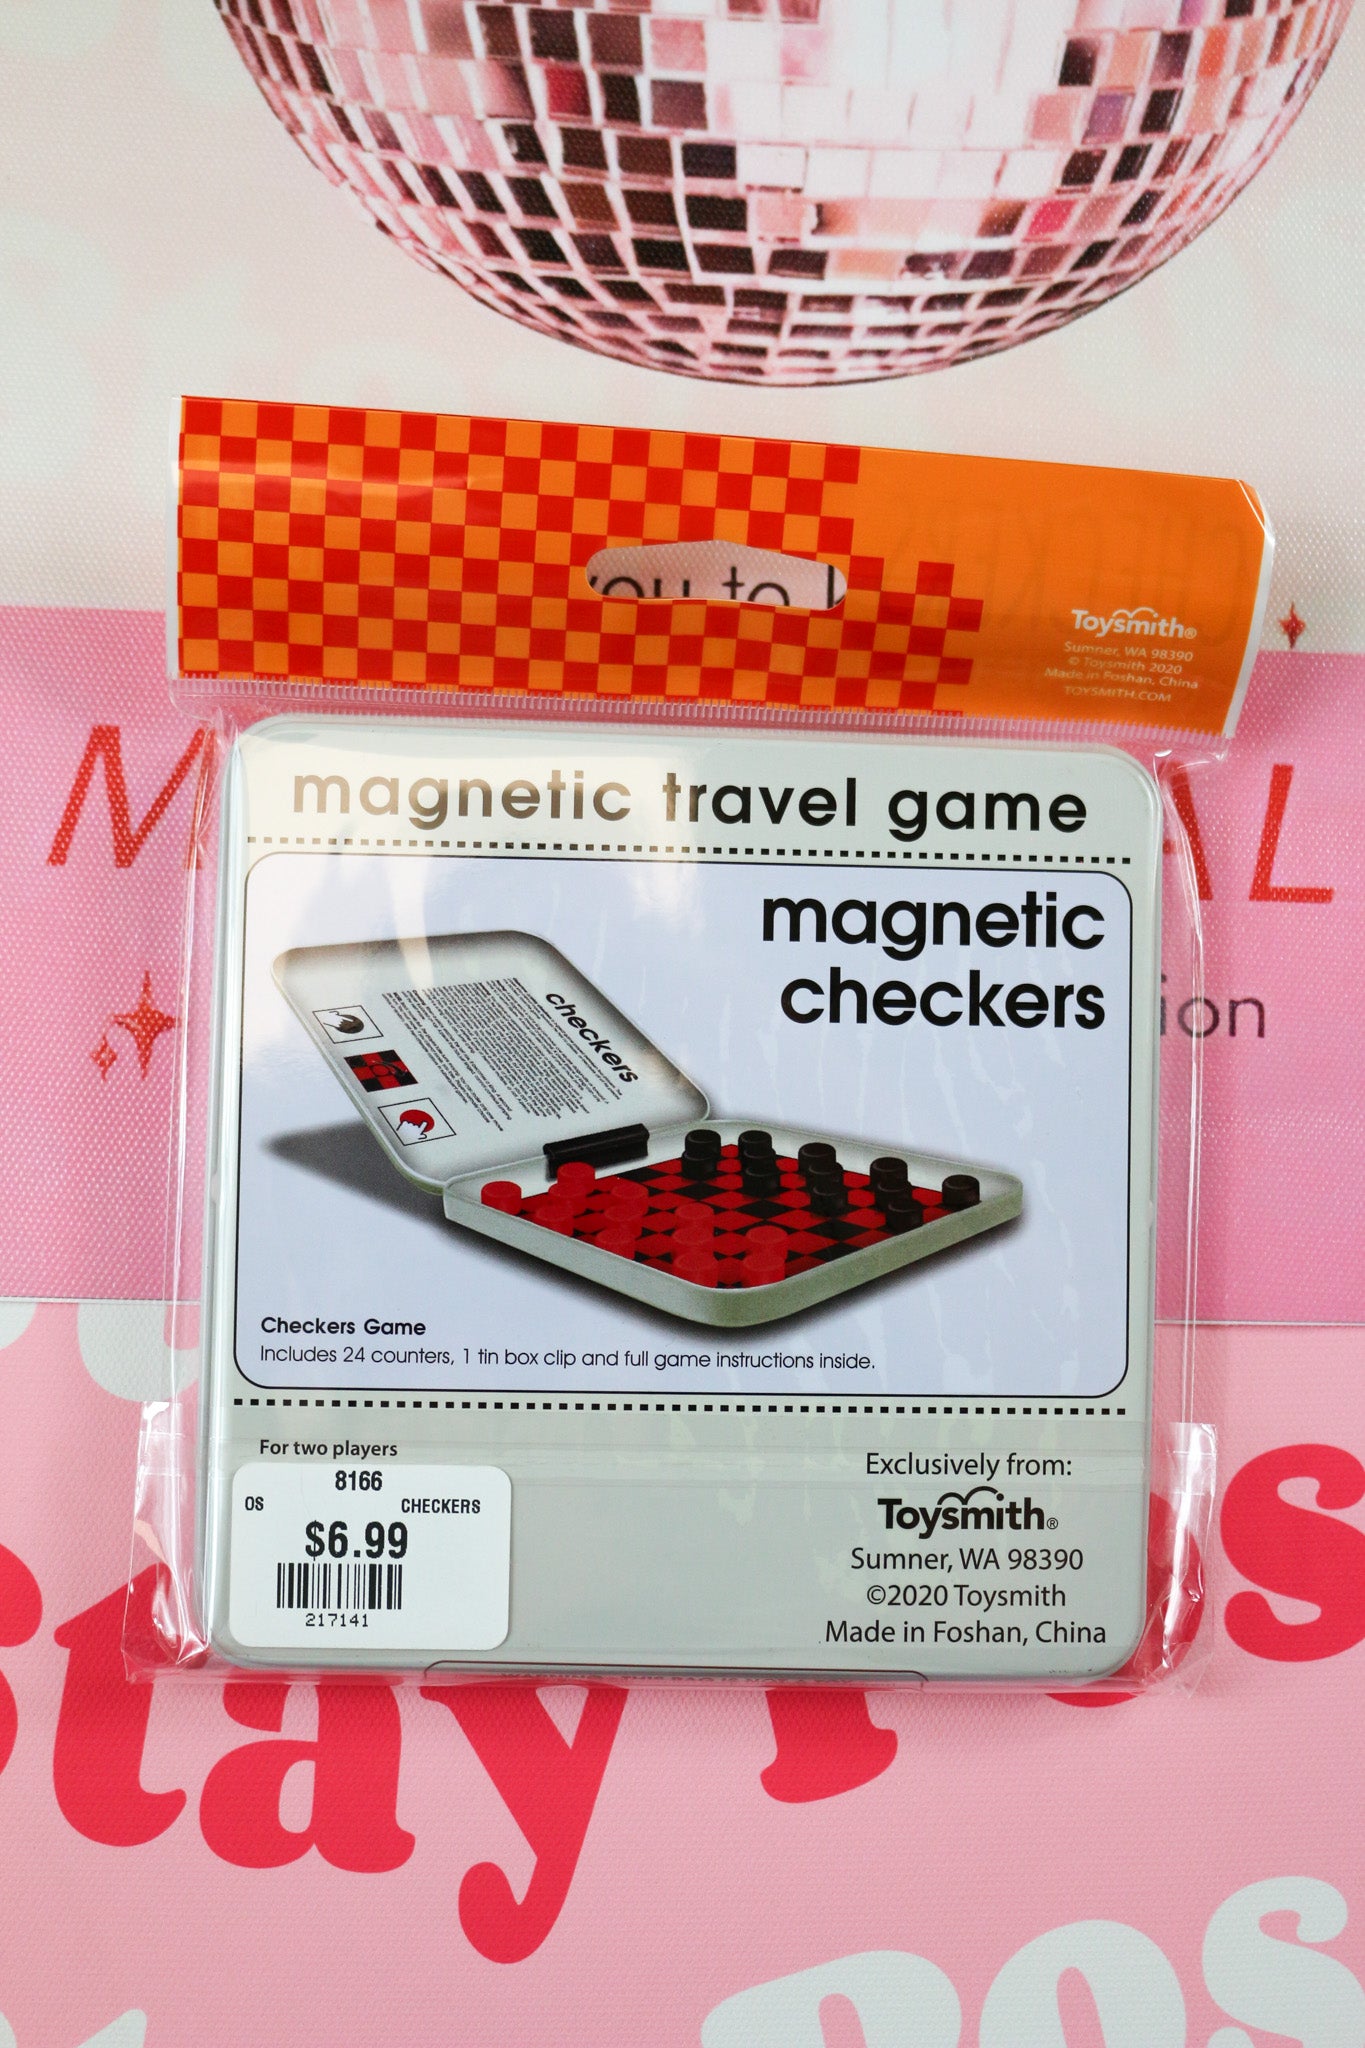 you to
Toysmith®
Sumner, WA 98390
© Toysmith 2020
Made in Foshan, China
TOYSMITH.COM
magnetic travel game
magnetic
checkers
checkers
ion
Checkers Game
Includes 24 counters, 1 tin box clip and full game instructions inside.
For two players
8166
OS CHECKERS
$6.99
217141
Exclusively from:
Toysmith®
Sumner, WA 98390
©2020 Toysmith
Made in Foshan, China
M AL
Stay Pos
Pos